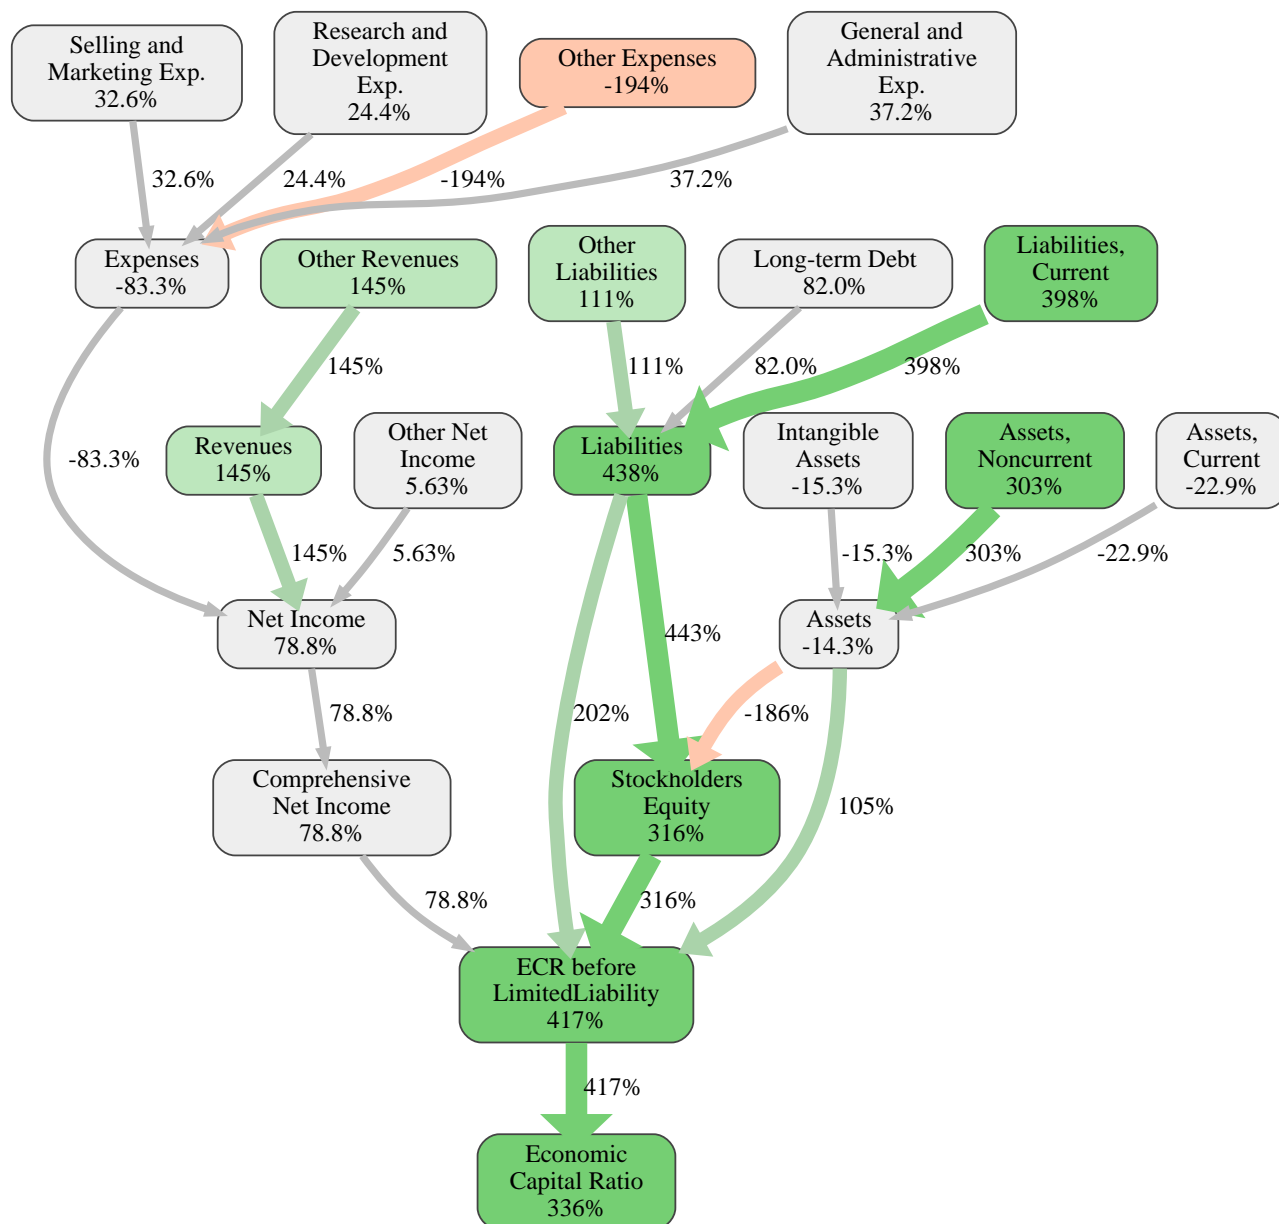 Selling and
Marketing Exp.
32.6%
Research and
Development
Exp.
24.4%
Other Expenses
-194%
General and
Administrative
Exp.
37.2%
32.6%
24.4%
-194%
37.2%
Expenses
-83.3%
Other Revenues
145%
Other
Liabilities
111%
Long-term Debt
82.0%
Liabilities,
Current
398%
145%
111%
82.0%
398%
-83.3%
Revenues
145%
Other Net
Income
5.63%
Liabilities
438%
Intangible
Assets
-15.3%
Assets,
Noncurrent
303%
Assets,
Current
-22.9%
145%
5.63%
-15.3%
303%
-22.9%
Net Income
78.8%
443%
Assets
-14.3%
78.8%
202%
-186%
Comprehensive
Net Income
78.8%
Stockholders
Equity
316%
105%
78.8%
316%
ECR before
LimitedLiability
417%
417%
Economic
Capital Ratio
336%